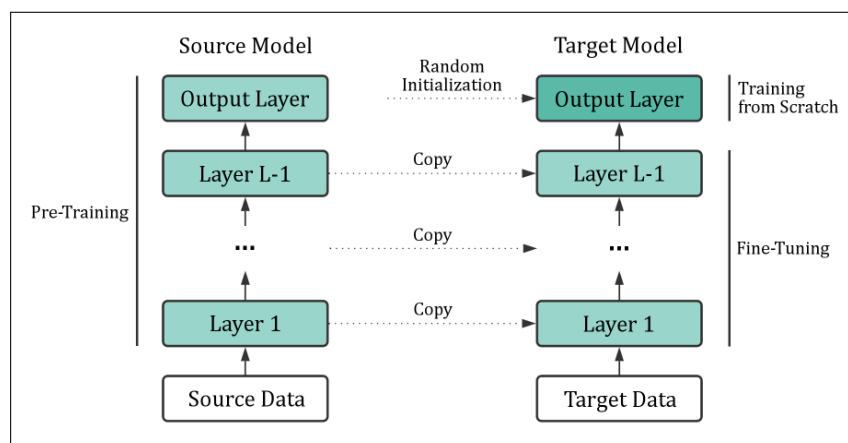 Source Model
Target Model
Output Layer
Random
Initialization
Output Layer
Training
from Scratch
Layer L-1
Copy
Layer L-1
Pre-Training
...
Copy
...
Fine-Tuning
Layer 1
Copy
Layer 1
Source Data
Target Data